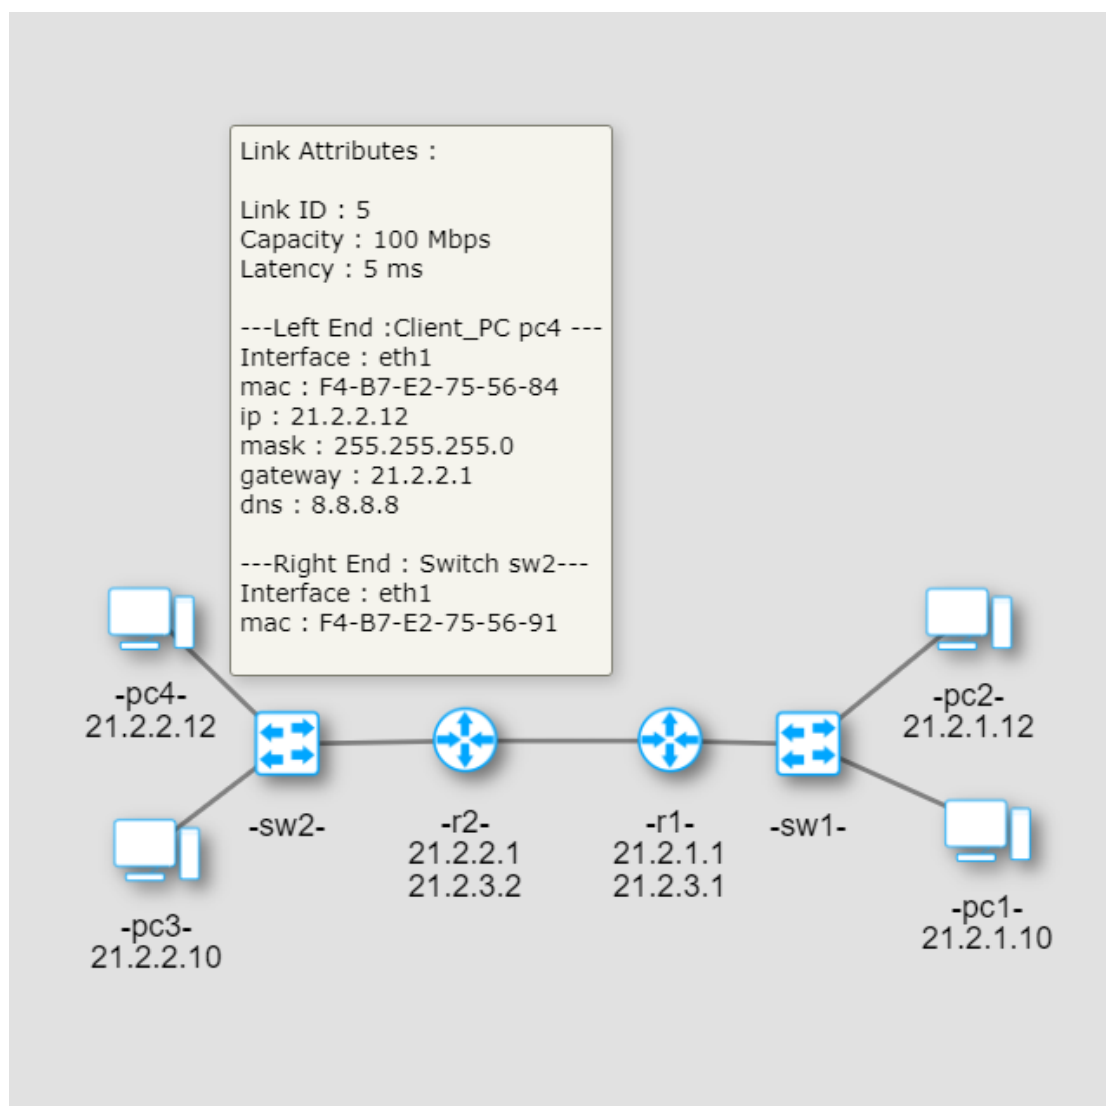 Link Attributes :
Link ID : 5
Capacity : 100 Mbps
Latency : 5 ms
---Left End :Client_PC pc4 ---
Interface : eth1
mac : F4-B7-E2-75-56-84
ip : 21.2.2.12
mask : 255.255.255.0
gateway : 21.2.2.1
dns : 8.8.8.8
---Right End : Switch sw2---
Interface : eth1
mac : F4-B7-E2-75-56-91
-pc4-
21.2.2.12
-pc2-
21.2.1.12
-sw2-
-r2-
21.2.2.1
21.2.3.2
-r1-
21.2.1.1
21.2.3.1
-sw1-
-pc3-
21.2.2.10
-pc1-
21.2.1.10